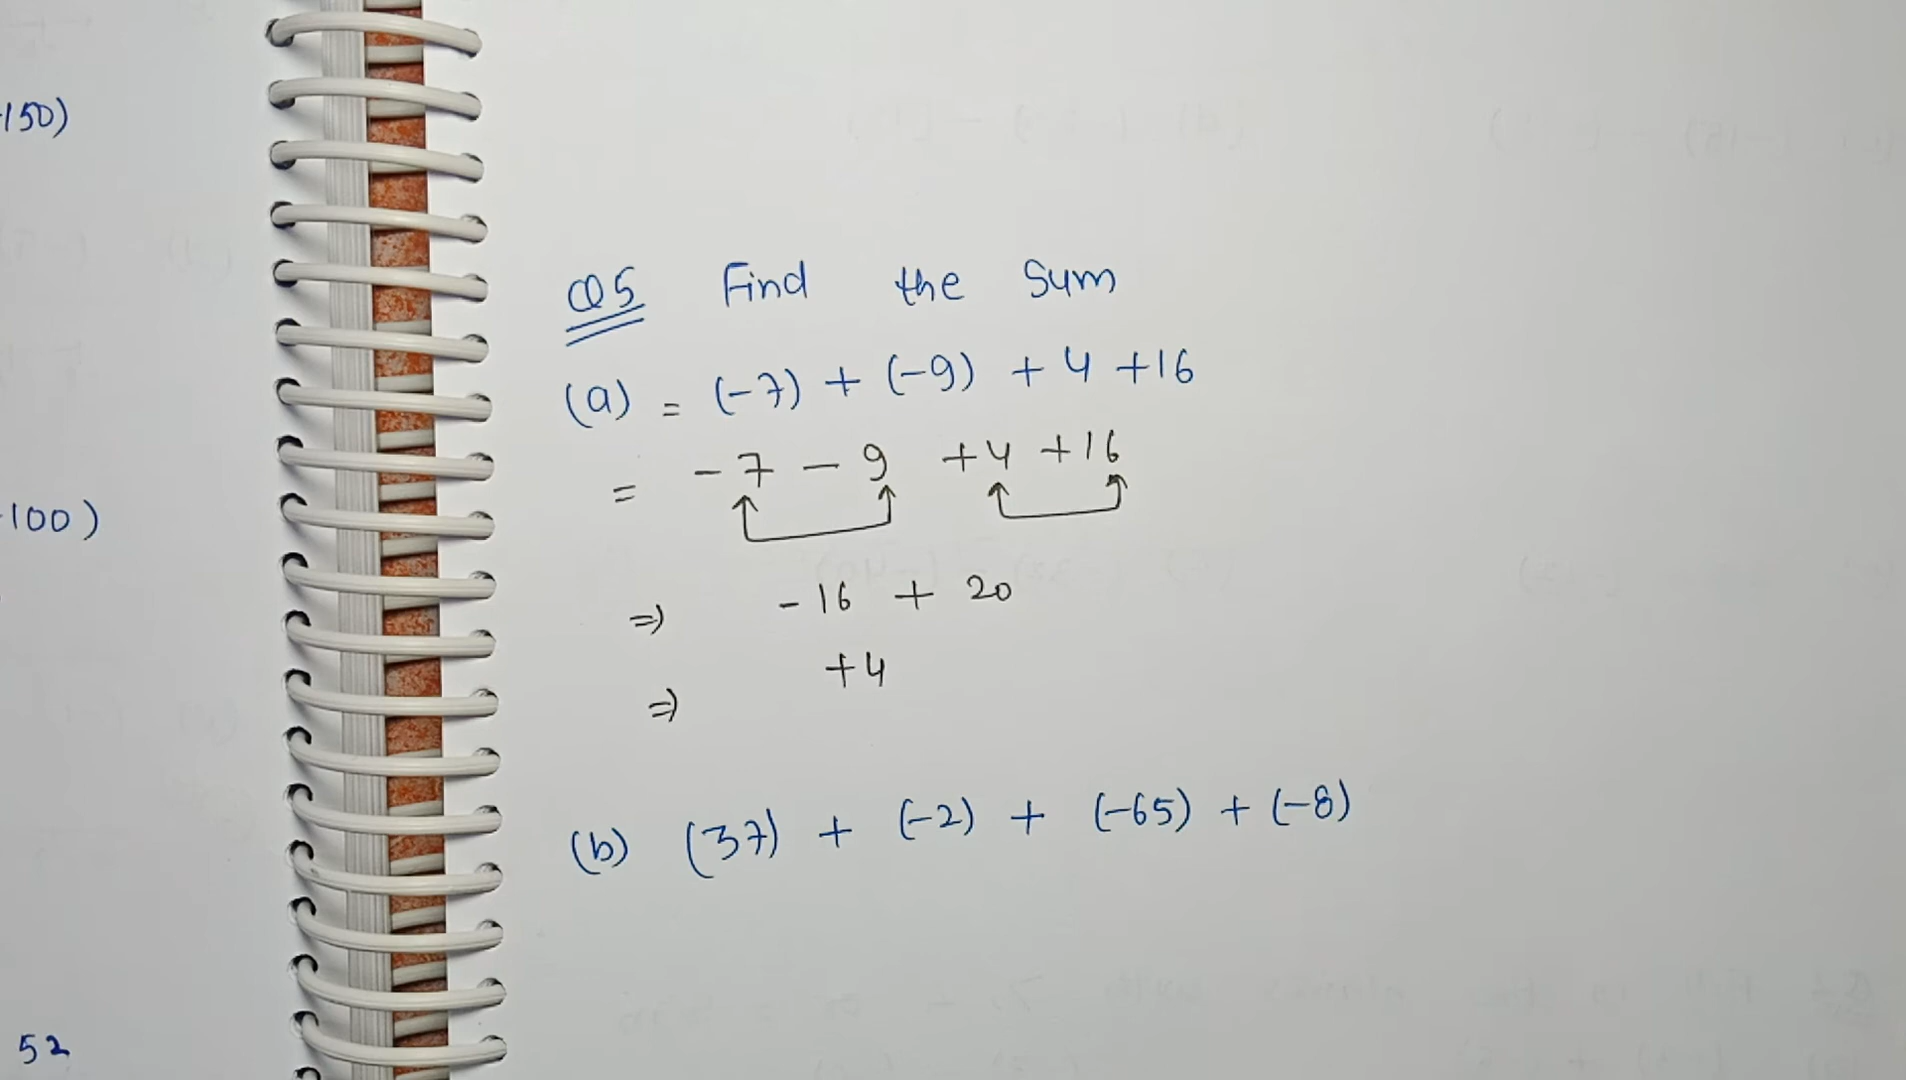 -150)
-100)
52
Q5 Find the Sum
(a) = (-7) + (-9) + 4 +16
= -7 - 9 +4 +16
=) -16 + 20
=) +4
(b) (37) + (-2) + (-65) + (-8)